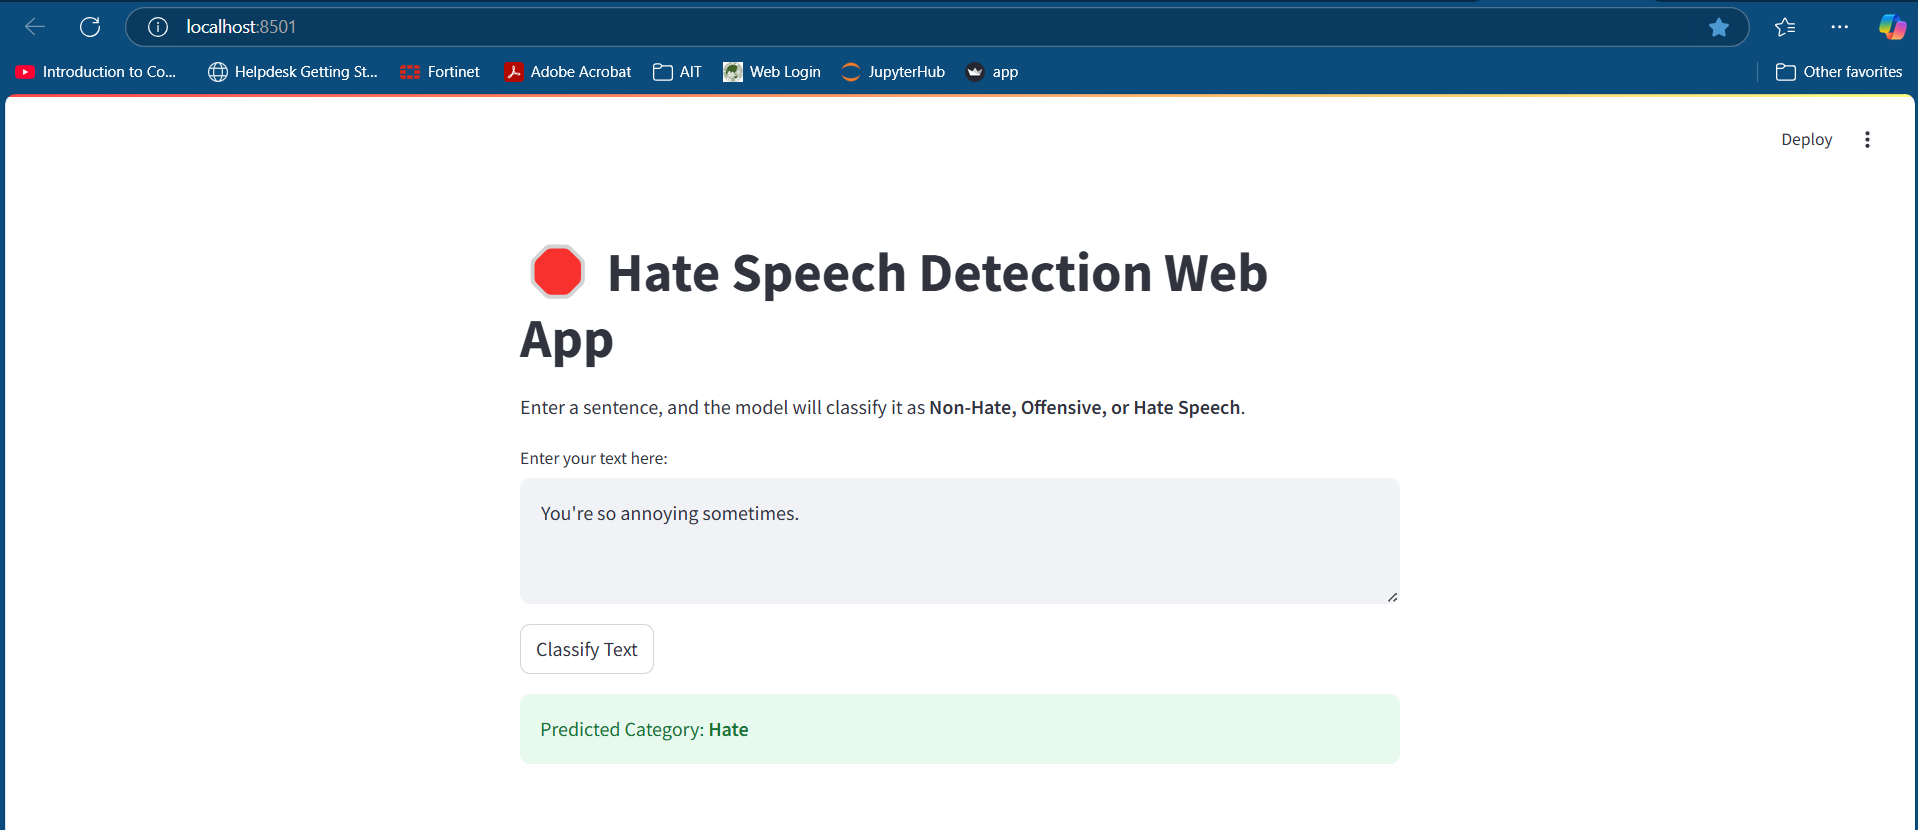 localhost:8501
Introduction to Co... Helpdesk Getting St... Fortinet Adobe Acrobat AIT Web Login JupyterHub app Other favorites
Deploy
Hate Speech Detection Web
App
Enter a sentence, and the model will classify it as Non-Hate, Offensive, or Hate Speech.
Enter your text here:
You're so annoying sometimes.
Classify Text
Predicted Category: Hate